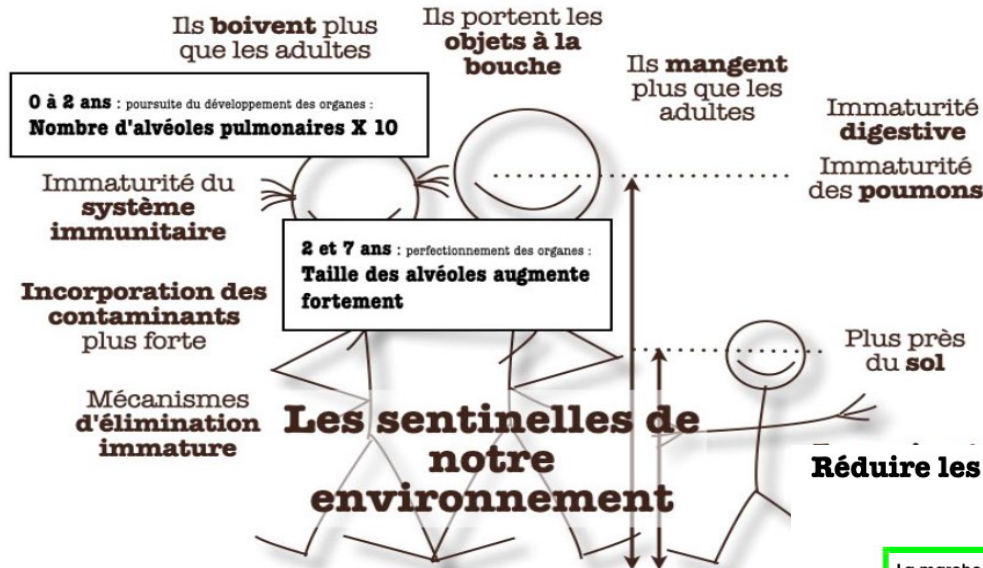 Ils boivent plus
que les adultes
Ils portent les
objets à la
bouche
Ils mangent
plus que les
adultes
0 à 2 ans : poursuite du développement des organes :
Nombre d'alvéoles pulmonaires X 10
Immaturité
digestive
Immaturité
des poumons
Immaturité du
système
immunitaire
2 et 7 ans : perfectionnement des organes :
Taille des alvéoles augmente
fortement
Incorporation des
contaminants
plus forte
Plus près
du sol
Mécanismes
d'élimination
immature
Les sentinelles de
notre
environnement
Réduire les